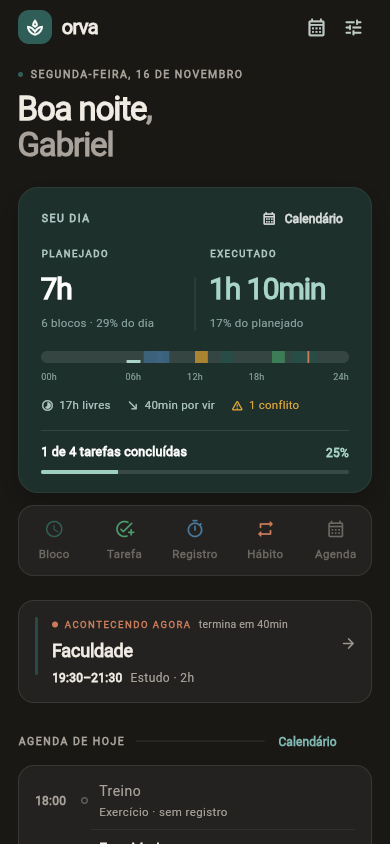 orva
SEGUNDA-FEIRA, 16 DE NOVEMBRO
Boa noite,
Gabriel
SEU DIA
Calendário
PLANEJADO
EXECUTADO
7h
1h 10min
6 blocos · 29% do dia
17% do planejado
00h 06h 12h 18h 24h
17h livres
40min por vir
1 conflito
1 de 4 tarefas concluídas
25%
Bloco
Tarefa
Registro
Hábito
Agenda
ACONTECENDO AGORA termina em 40min
Faculdade
19:30–21:30 Estudo · 2h
AGENDA DE HOJE
Calendário
18:00
Treino
Exercício · sem registro